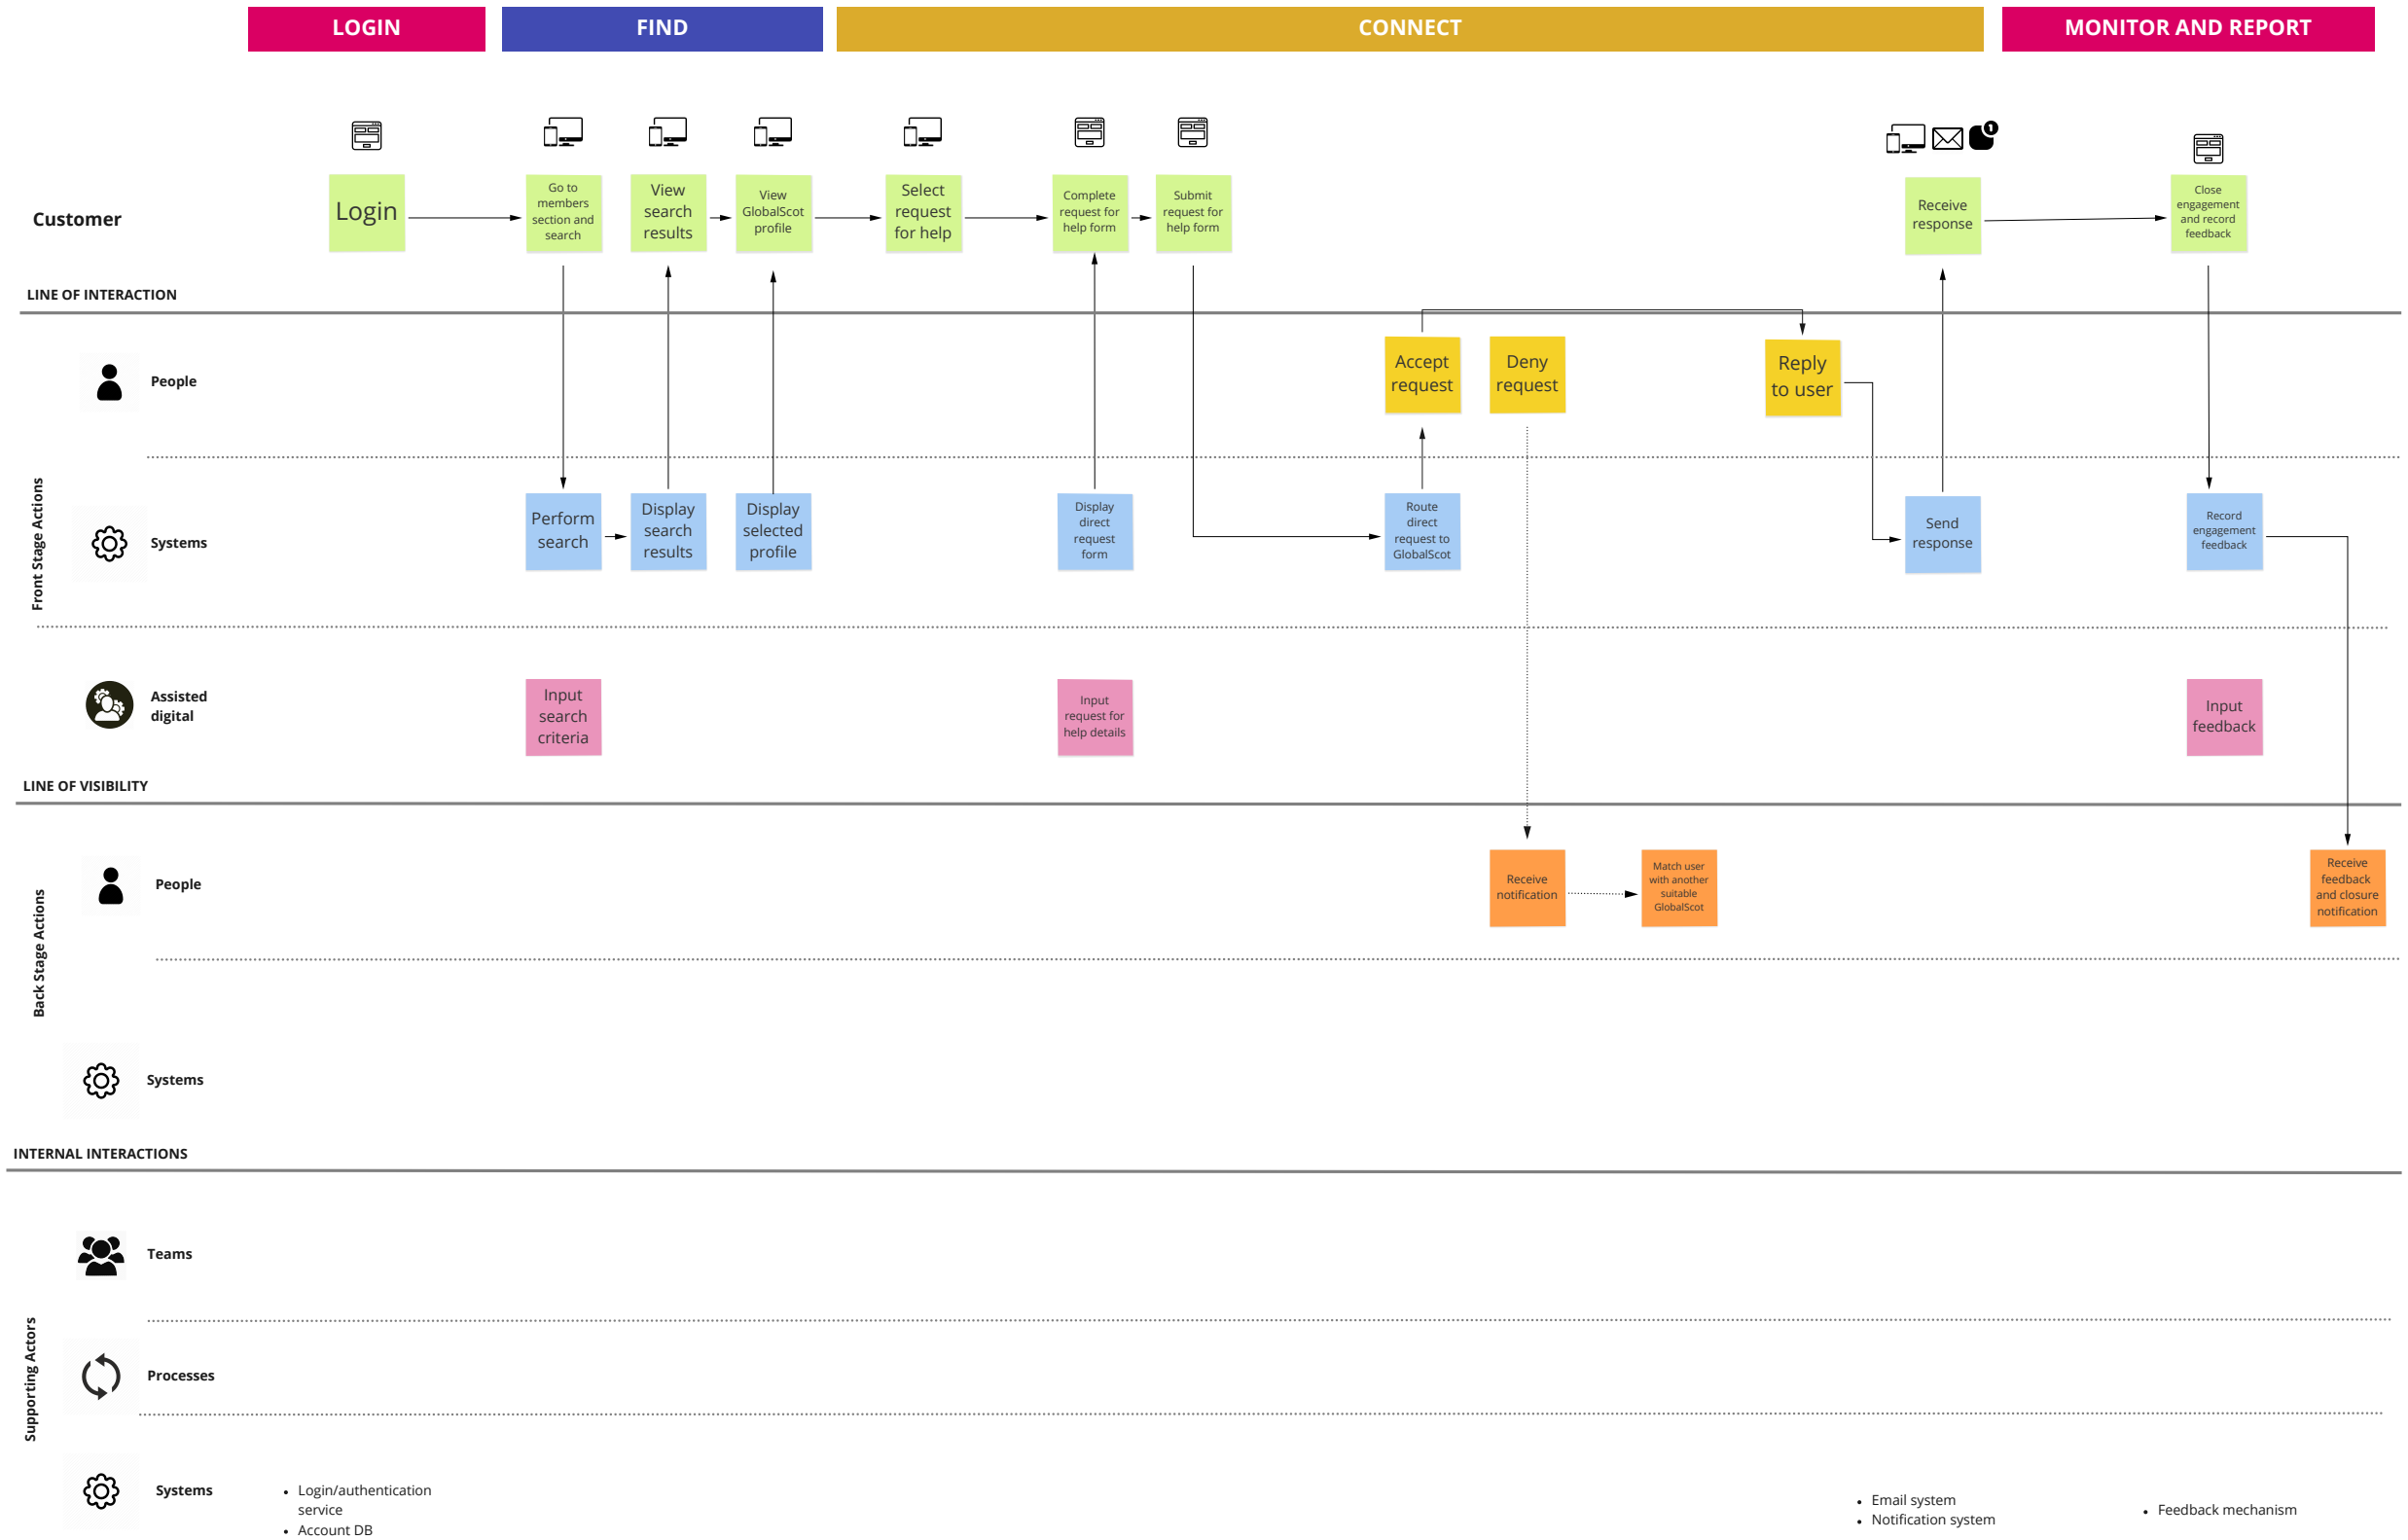 LOGIN
FIND
CONNECT
MONITOR AND REPORT
1
Customer
Login
Go to
members
section and
search
View
search
results
View
GlobalScot
profile
Select
request
for help
Complete
request for
help form
Submit
request for
help form
Receive
response
Close
engagement
and record
feedback
LINE OF INTERACTION
Front Stage Actions
People
Accept
request
Deny
request
Reply
to user
Systems
Perform
search
Display
search
results
Display
selected
profile
Display
direct
request
form
Route
direct
request to
GlobalScot
Send
response
Record
engagement
feedback
Assisted
digital
Input
search
criteria
Input
request for
help details
Input
feedback
LINE OF VISIBILITY
Back Stage Actions
People
Receive
notification
Match user
with another
suitable
GlobalScot
Receive
feedback
and closure
notification
Systems
INTERNAL INTERACTIONS
Supporting Actors
Teams
Processes
Systems
• Login/authentication
service
• Account DB
• Email system
• Notification system
• Feedback mechanism